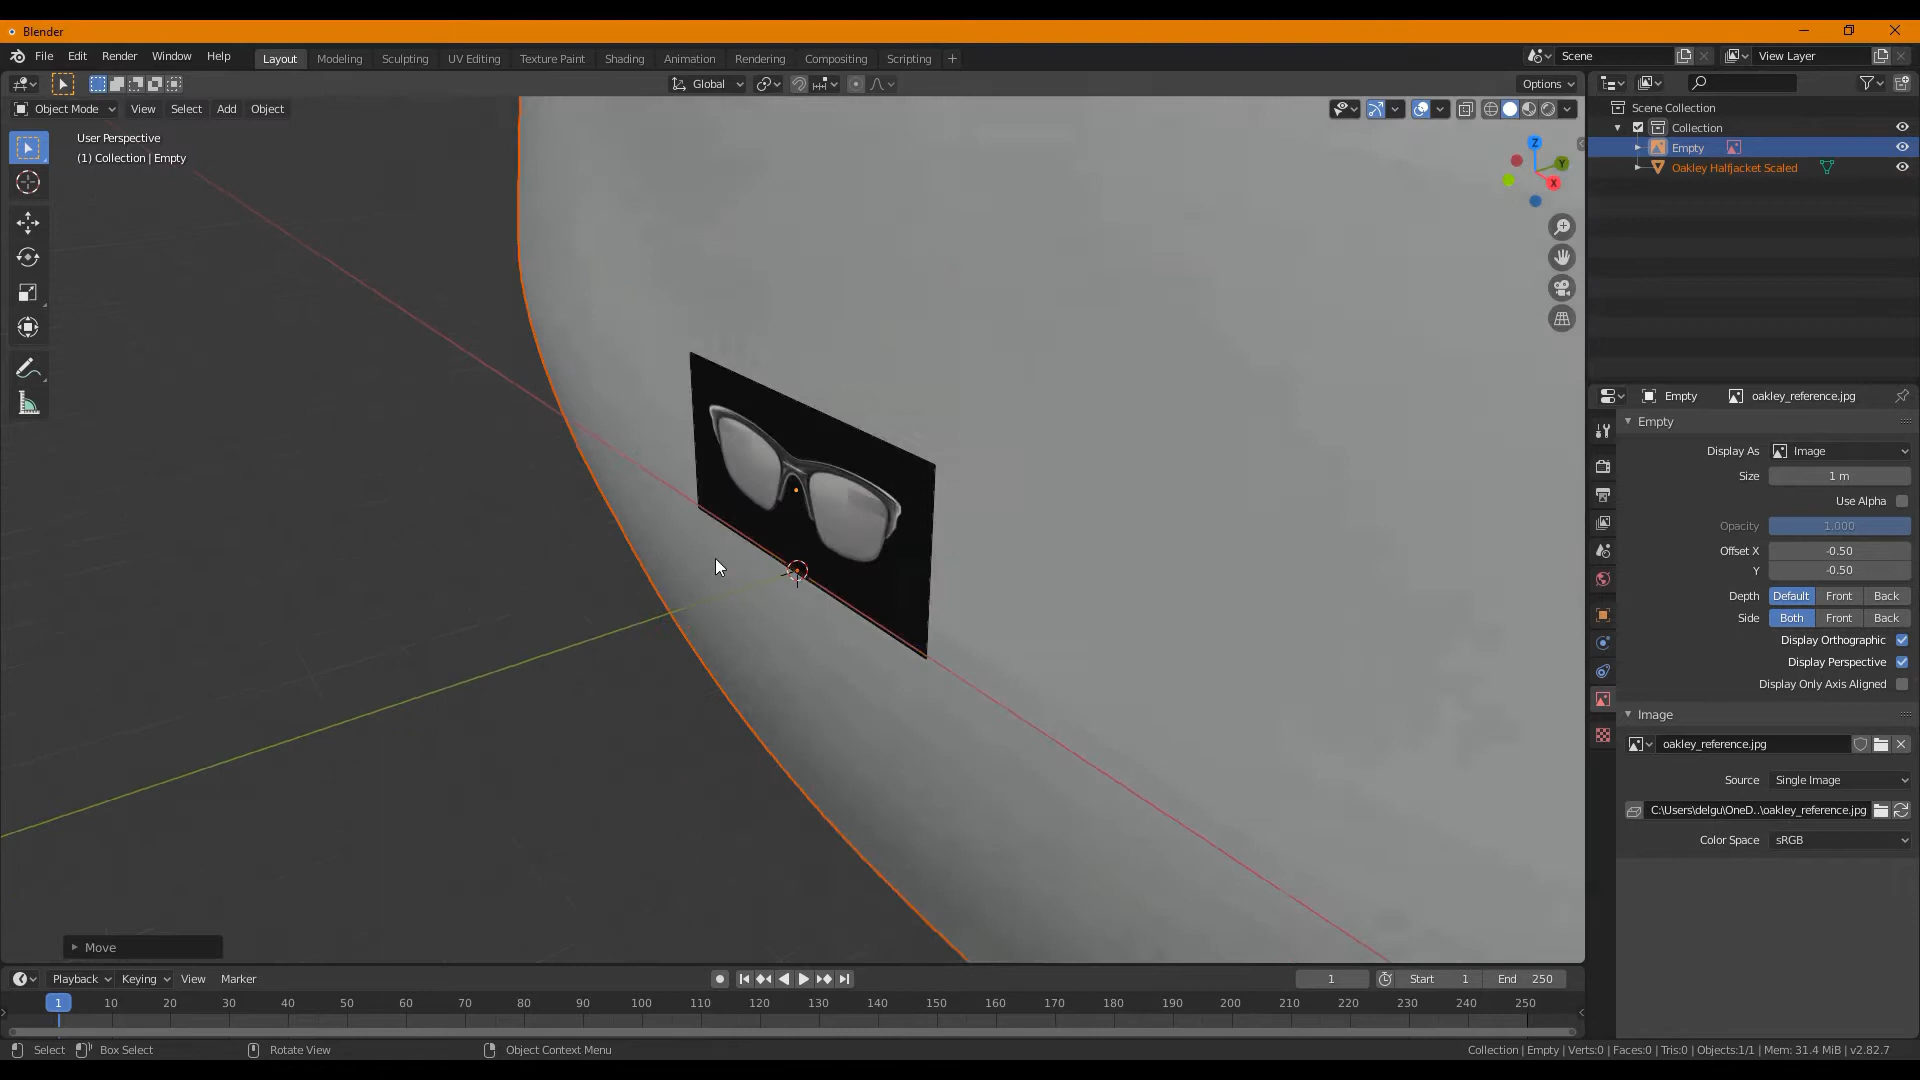 Blender
File Edit Render Window Help Layout Modeling Sculpting UV Editing Texture Paint Shading Animation Rendering Compositing Scripting + Scene View Layer
Global Options
Object Mode View Select Add Object
User Perspective
(1) Collection | Empty
Z
Y
X
Scene Collection
Collection
Empty
Oakley Halfjacket Scaled
Empty oakley_reference.jpg
Empty
Display As Image
Size 1 m
Use Alpha
Opacity 1.000
Offset X -0.50
Y -0.50
Depth Default Front Back
Side Both Front Back
Display Orthographic
Display Perspective
Display Only Axis Aligned
Image
oakley_reference.jpg
Source Single Image
C:\Users\delgu\OneD..\oakley_reference.jpg
Color Space sRGB
Move
Playback Keying View Marker 1 Start 1 End 250
1 10 20 30 40 50 60 70 80 90 100 110 120 130 140 150 160 170 180 190 200 210 220 230 240 250
Select Box Select Rotate View Object Context Menu Collection | Empty | Verts:0 | Faces:0 | Tris:0 | Objects:1/1 | Mem: 31.4 MiB | v2.82.7